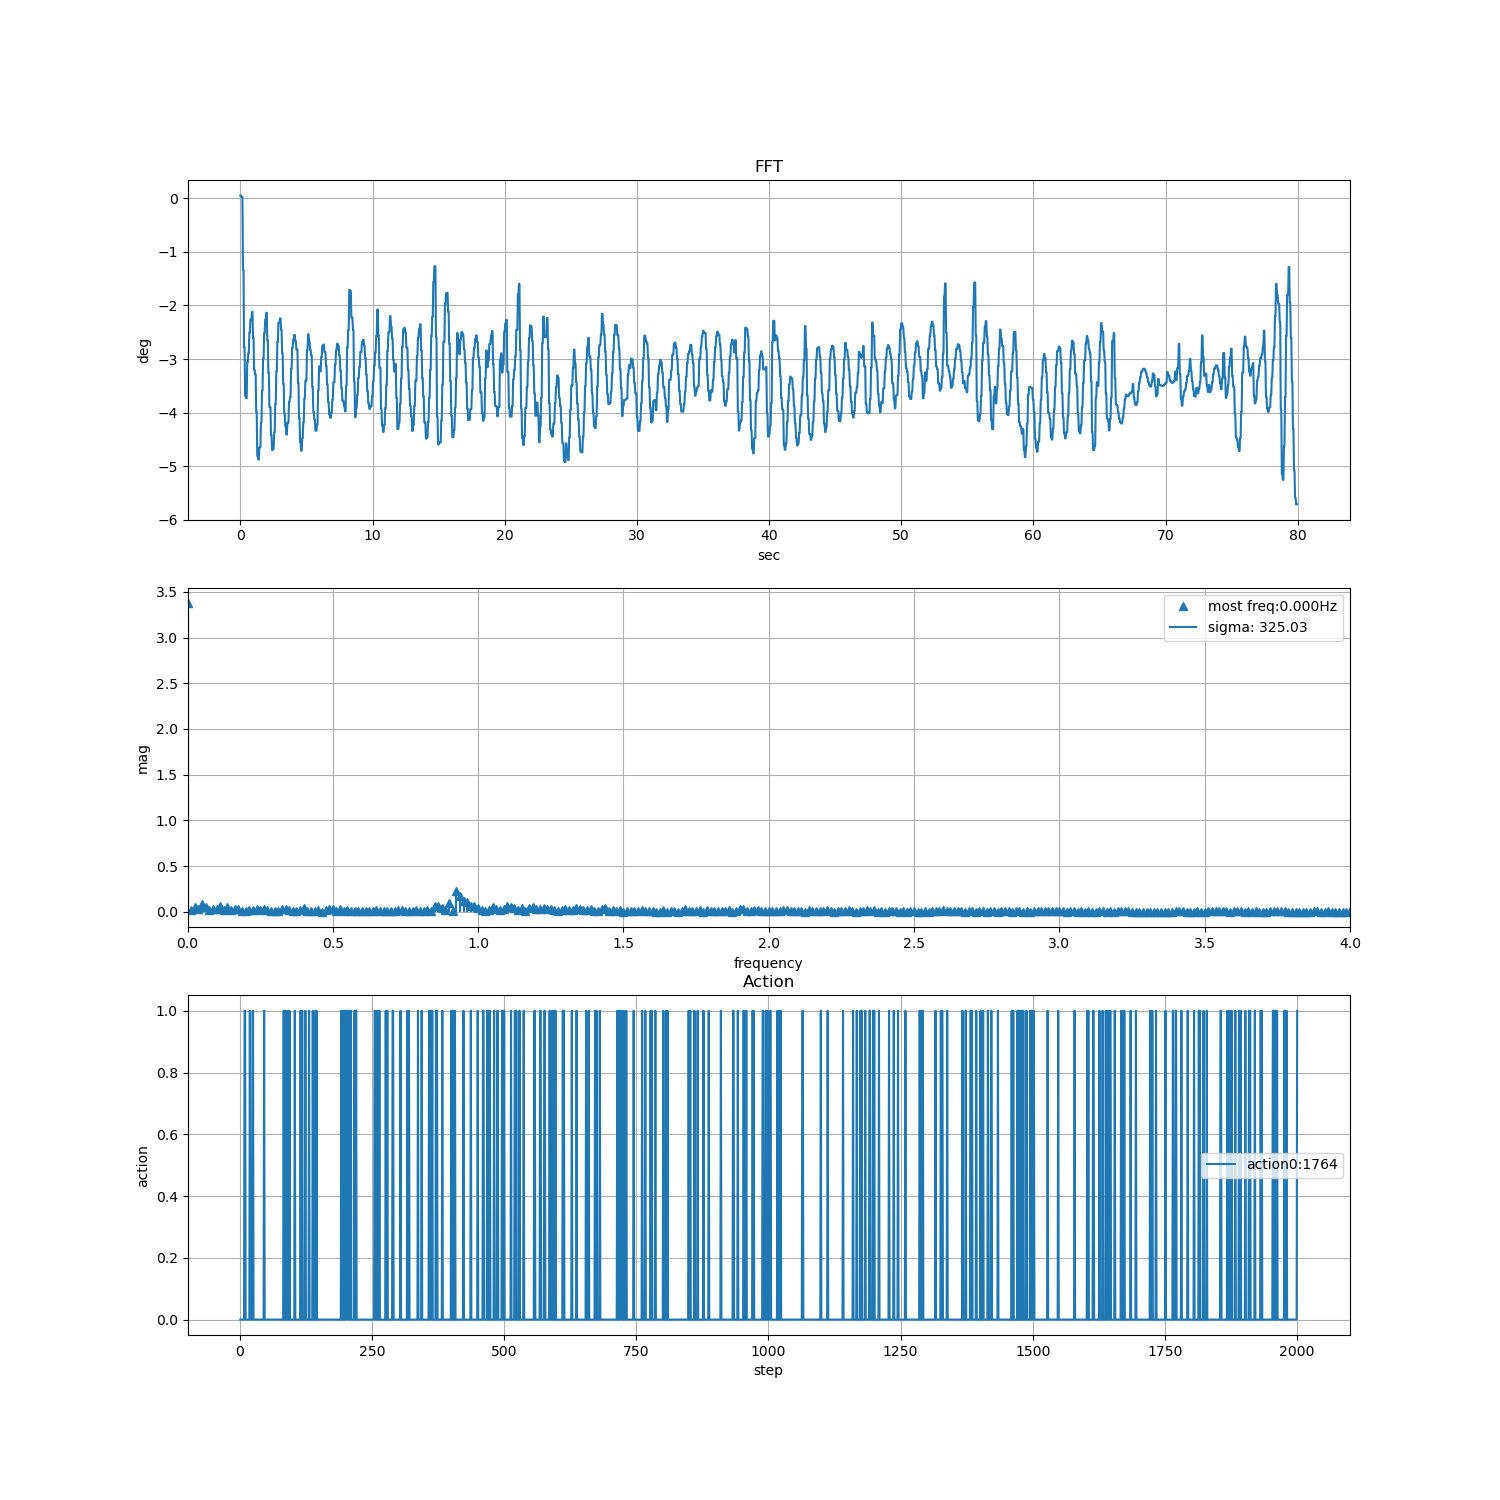 FFT
0
−1
−2
−3
−4
−5
−6
deg
0 10 20 30 40 50 60 70 80
sec
3.5
3.0
2.5
2.0
1.5
1.0
0.5
0.0
mag
most freq:0.000Hz
sigma: 325.03
0.0 0.5 1.0 1.5 2.0 2.5 3.0 3.5 4.0
frequency
Action
1.0
0.8
0.6
0.4
0.2
0.0
action
action0:1764
0 250 500 750 1000 1250 1500 1750 2000
step